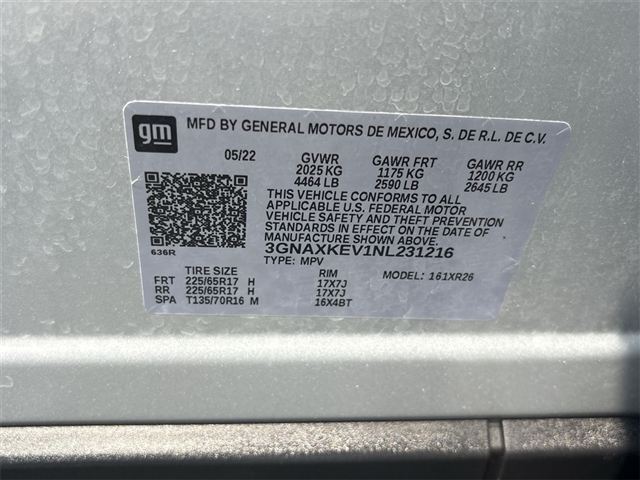 gm
MFD BY GENERAL MOTORS DE MEXICO, S. DE R.L. DE C.V.
05/22 GVWR GAWR FRT GAWR RR
2025 KG 1175 KG 1200 KG
4464 LB 2590 LB 2645 LB
THIS VEHICLE CONFORMS TO ALL
APPLICABLE U.S. FEDERAL MOTOR
VEHICLE SAFETY AND THEFT PREVENTION
STANDARDS IN EFFECT ON THE DATE OF
MANUFACTURE SHOWN ABOVE.
636R
3GNAXKEV1NL231216
TYPE: MPV MODEL: 161XR26
TIRE SIZE RIM
FRT 225/65R17 H 17X7J
RR 225/65R17 H 17X7J
SPA T135/70R16 M 16X4BT